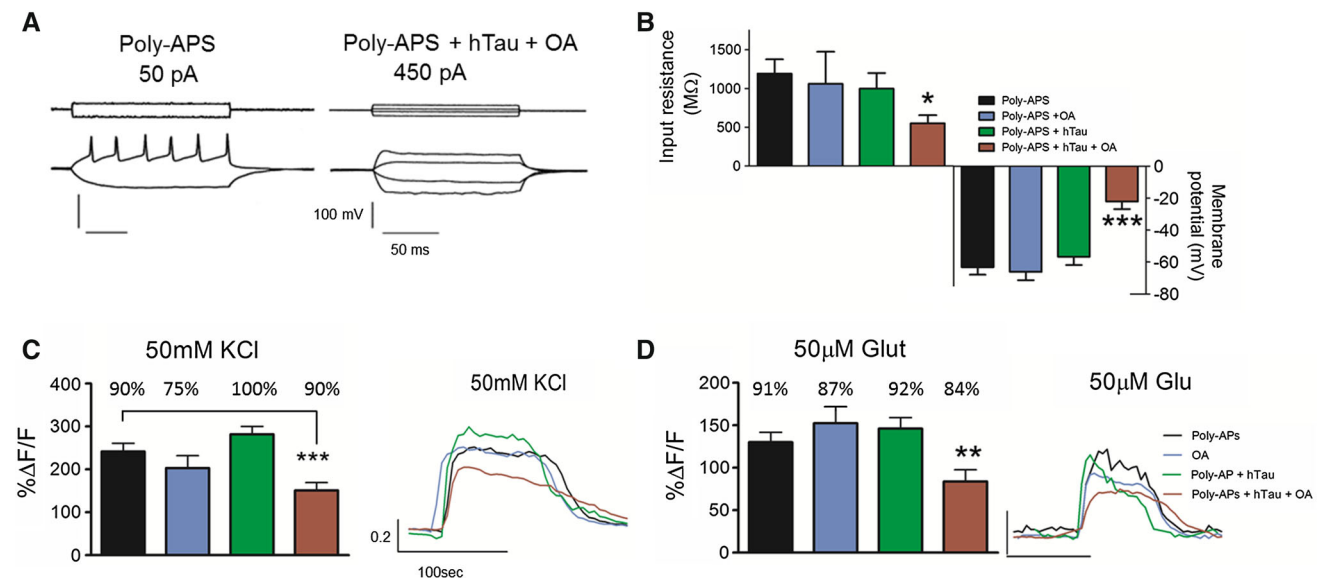 A
Poly-APS
50 pA
Poly-APS + hTau + OA
450 pA
100 mV
50 ms
B
Input resistance
(MΩ)
1500
1000
500
0
*
Poly-APS
Poly-APS +OA
Poly-APS + hTau
Poly-APS + hTau + OA
0
-20
-40
-60
-80
***
Membrane
potential (mV)
C
50mM KCl
%ΔF/F
400
300
200
100
0
90% 75% 100% 90%
***
50mM KCl
0.2
100sec
D
50µM Glut
%ΔF/F
200
150
100
50
0
91% 87% 92% 84%
**
50µM Glu
Poly-APs
OA
Poly-AP + hTau
Poly-APs + hTau + OA